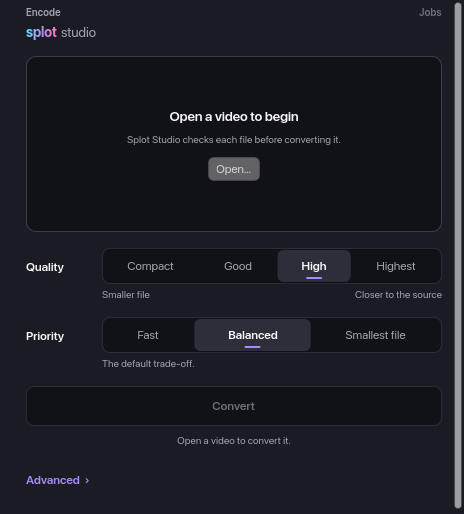 Encode Jobs
splot studio
Open a video to begin
Splot Studio checks each file before converting it.
Open...
Quality Compact Good High Highest
Smaller file Closer to the source
Priority Fast Balanced Smallest file
The default trade-off.
Convert
Open a video to convert it.
Advanced ›